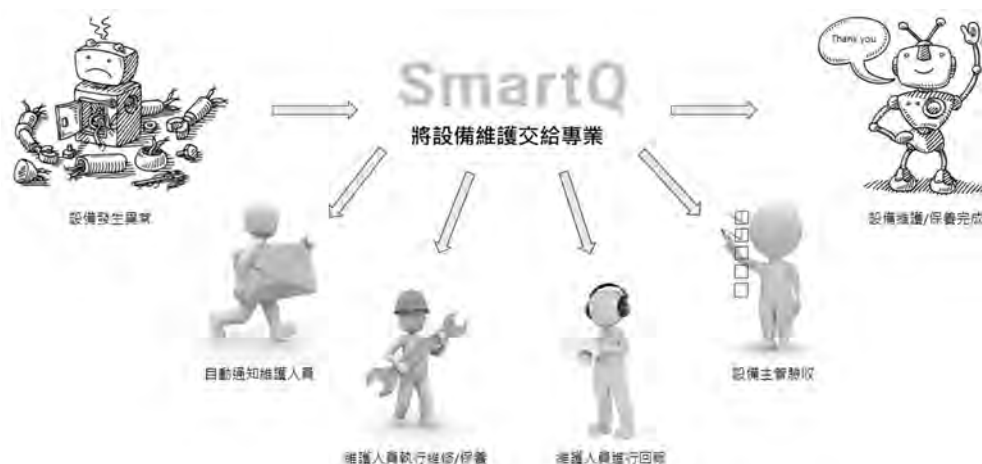 Thank you
SmartQ
將設備維護交給專業
設備發生異常
設備維護/保養完成
自動通知維護人員
設備主管驗收
維護人員執行維修/保養
維護人員進行回報